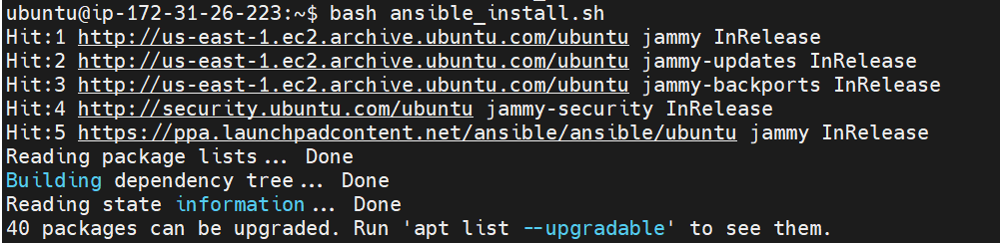 ubuntu@ip-172-31-26-223:~$ bash ansible_install.sh
Hit:1 http://us-east-1.ec2.archive.ubuntu.com/ubuntu jammy InRelease
Hit:2 http://us-east-1.ec2.archive.ubuntu.com/ubuntu jammy-updates InRelease
Hit:3 http://us-east-1.ec2.archive.ubuntu.com/ubuntu jammy-backports InRelease
Hit:4 http://security.ubuntu.com/ubuntu jammy-security InRelease
Hit:5 https://ppa.launchpadcontent.net/ansible/ansible/ubuntu jammy InRelease
Reading package lists... Done
Building dependency tree... Done
Reading state information... Done
40 packages can be upgraded. Run 'apt list --upgradable' to see them.